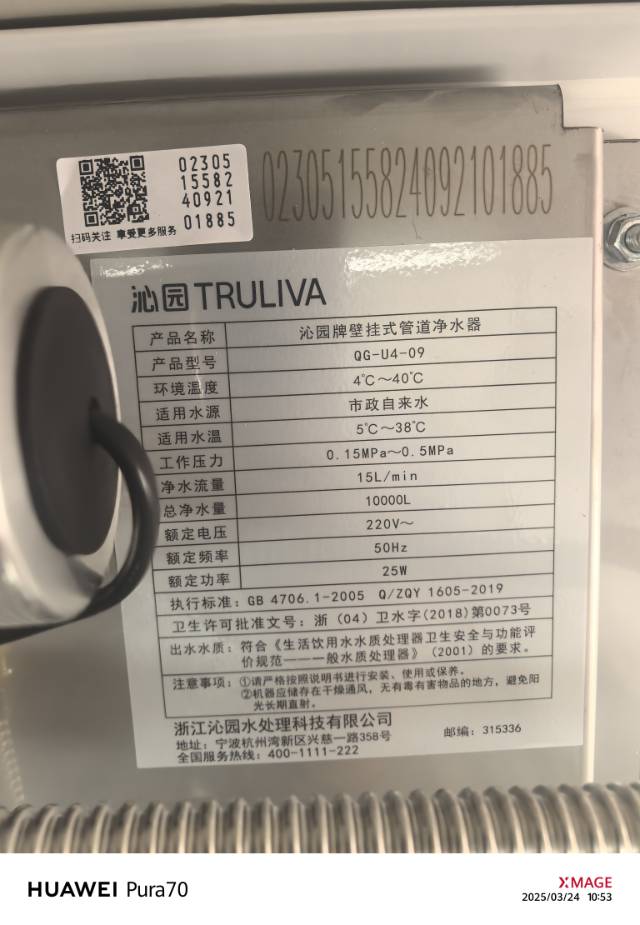 02305
15582
40921
01885
扫码关注 享受更多服务
02305155824092101885
沁园 TRULIVA
产品名称 沁园牌壁挂式管道净水器
产品型号 QG-U4-09
环境温度 4℃～40℃
适用水源 市政自来水
适用水温 5℃～38℃
工作压力 0.15MPa～0.5MPa
净水流量 15L/min
总净水量 10000L
额定电压 220V～
额定频率 50Hz
额定功率 25W
执行标准：GB 4706.1-2005 Q/ZQY 1605-2019
卫生许可批准文号：浙（04）卫水字(2018)第0073号
出水水质：符合《生活饮用水水质处理器卫生安全与功能评
价规范——一般水质处理器》（2001）的要求。
注意事项：①请严格按照说明书进行安装、使用或保养。
②机器应储存在干燥通风，无有毒有害物品的地方，避免阳
光长期直射。
浙江沁园水处理科技有限公司
地址：宁波杭州湾新区兴慈一路358号 邮编：315336
全国服务热线：400-1111-222
HUAWEI Pura70
XMAGE
2025/03/24 10:53